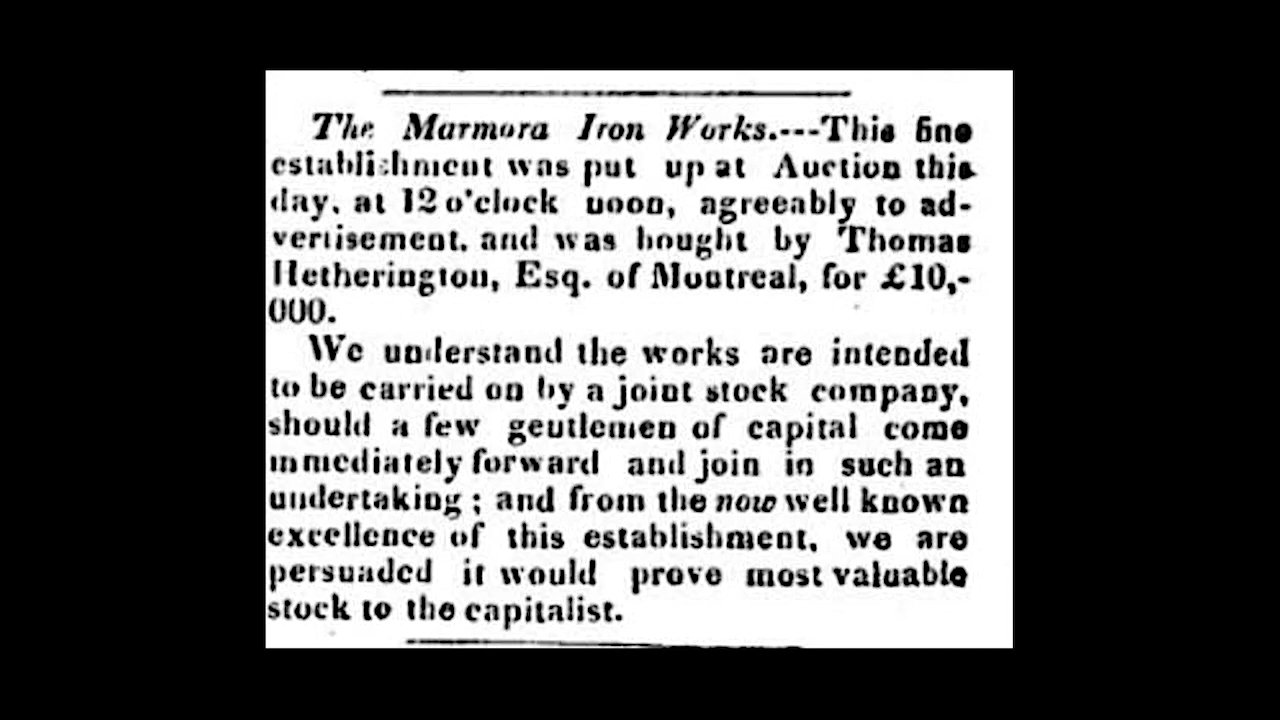 The Marmora Iron Works.---This fine
establishment was put up at Auction this
day, at 12 o'clock noon, agreeably to ad-
vertisement, and was bought by Thomas
Hetherington, Esq. of Montreal, for £10,-
000.
We understand the works are intended
to be carried on by a joint stock company,
should a few gentlemen of capital come
immediately forward and join in such an
undertaking; and from the now well known
excellence of this establishment, we are
persuaded it would prove most valuable
stock to the capitalist.